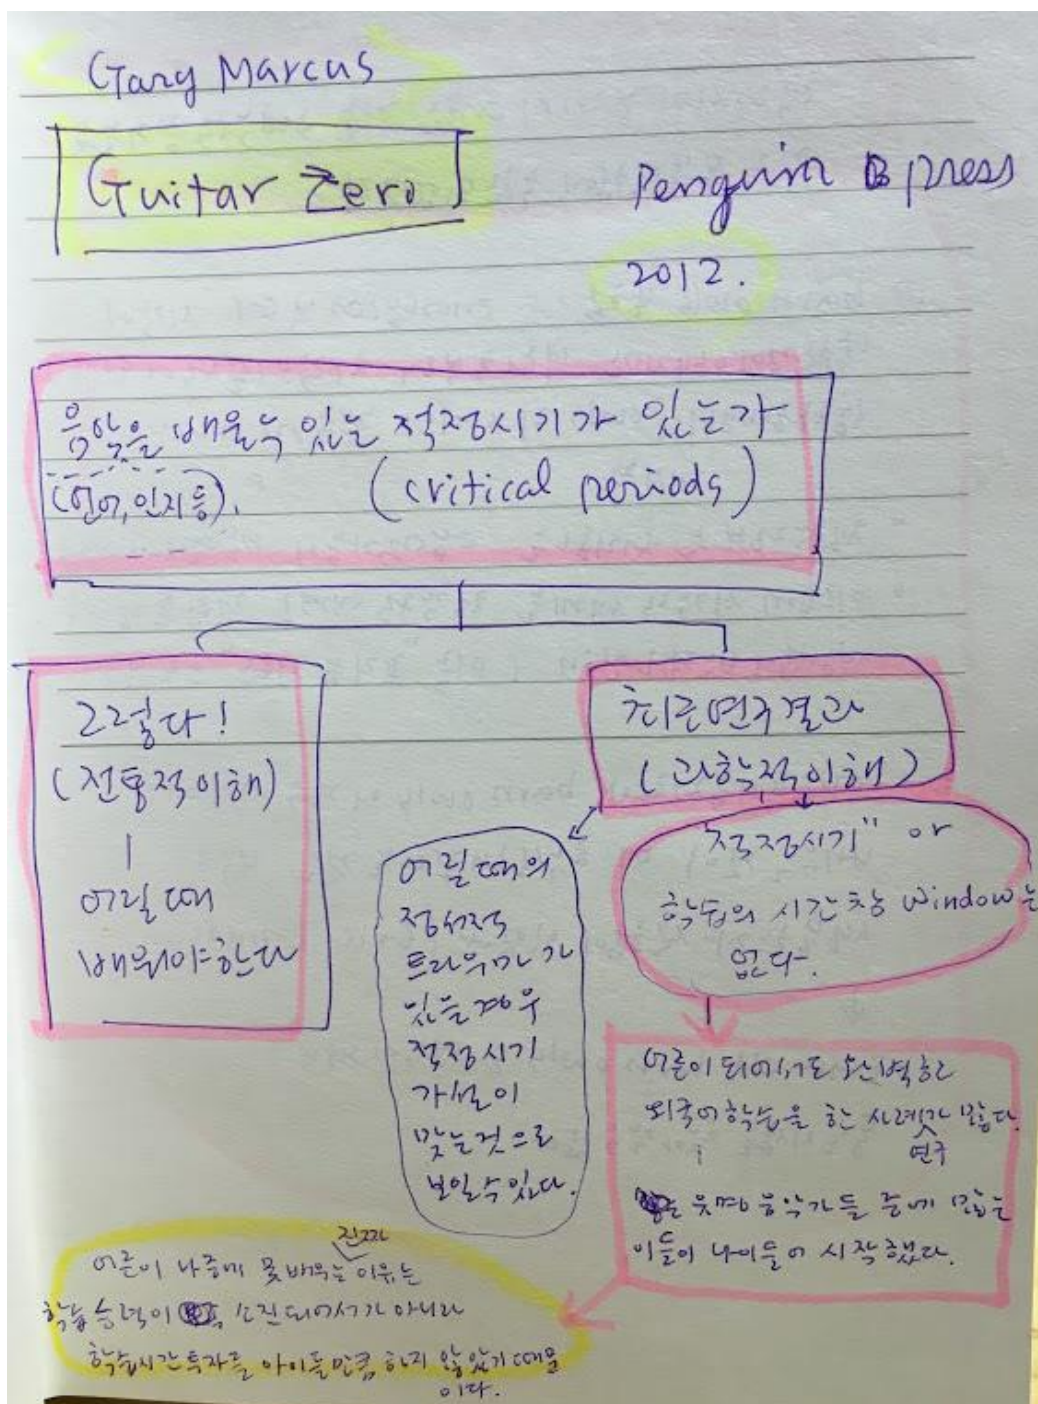 Gary Marcus
Guitar Zero
Penguin press
2012.
음악을 배울수 있는 적정시기가 있는가
(언어,인지등). (critical periods)
그렇다!
(전통적이해)
어릴때
배워야한다
최근연구결과
(과학적이해)
어릴때의
정서적
트라우마가
있을경우
적정시기
가설이
맞는것으로
보일수있다.
"적정시기" or
학습의 시간창 window는
없다.
어른이 되어서도 완벽한
외국어학습을 한 사례가 많다.
연구
유명 음악가들 중에 많은
이들이 나이들어 시작했다.
진짜
어른이 나중에 못배우는 이유는
학습능력이 소진되어서가 아니라
학습시간투자를 아이들만큼 하지 않았기때문
이다.